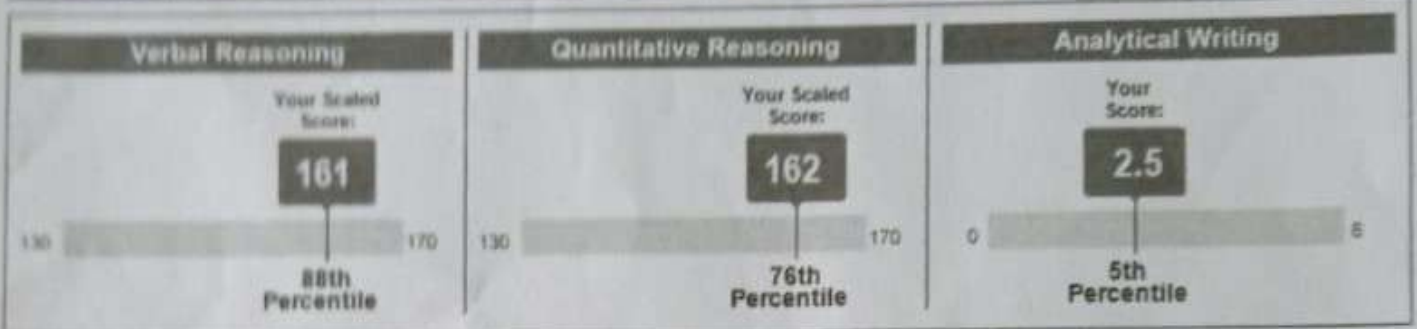 Verbal Reasoning
Your Scaled
Score:
161
130
170
88th
Percentile
Quantitative Reasoning
Your Scaled
Score:
162
130
170
76th
Percentile
Analytical Writing
Your
Score:
2.5
0
6
5th
Percentile